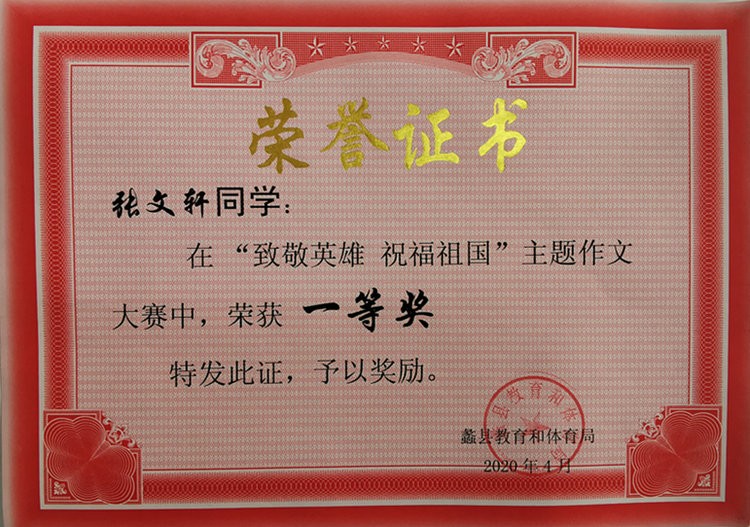 荣誉证书
张文轩同学：
在“致敬英雄 祝福祖国”主题作文
大赛中，荣获 一等奖
特发此证，予以奖励。
蠡县教育和体育局
2020年4月